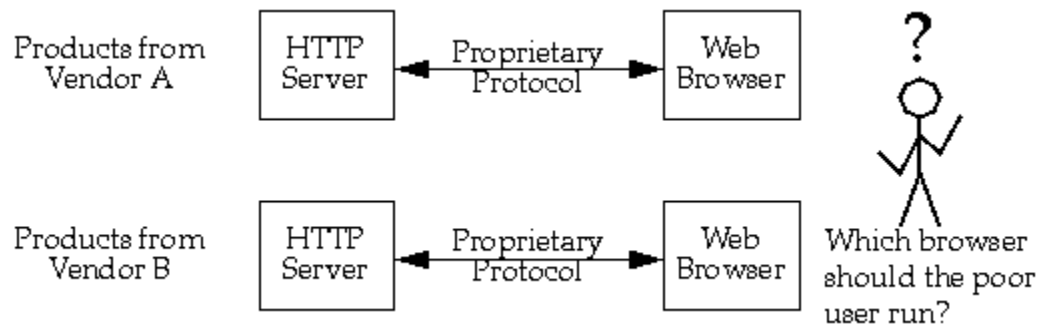 Products from
Vendor A
HTTP
Server
Proprietary
Protocol
Web
Browser
?
Products from
Vendor B
HTTP
Server
Proprietary
Protocol
Web
Browser
Which browser
should the poor
user run?